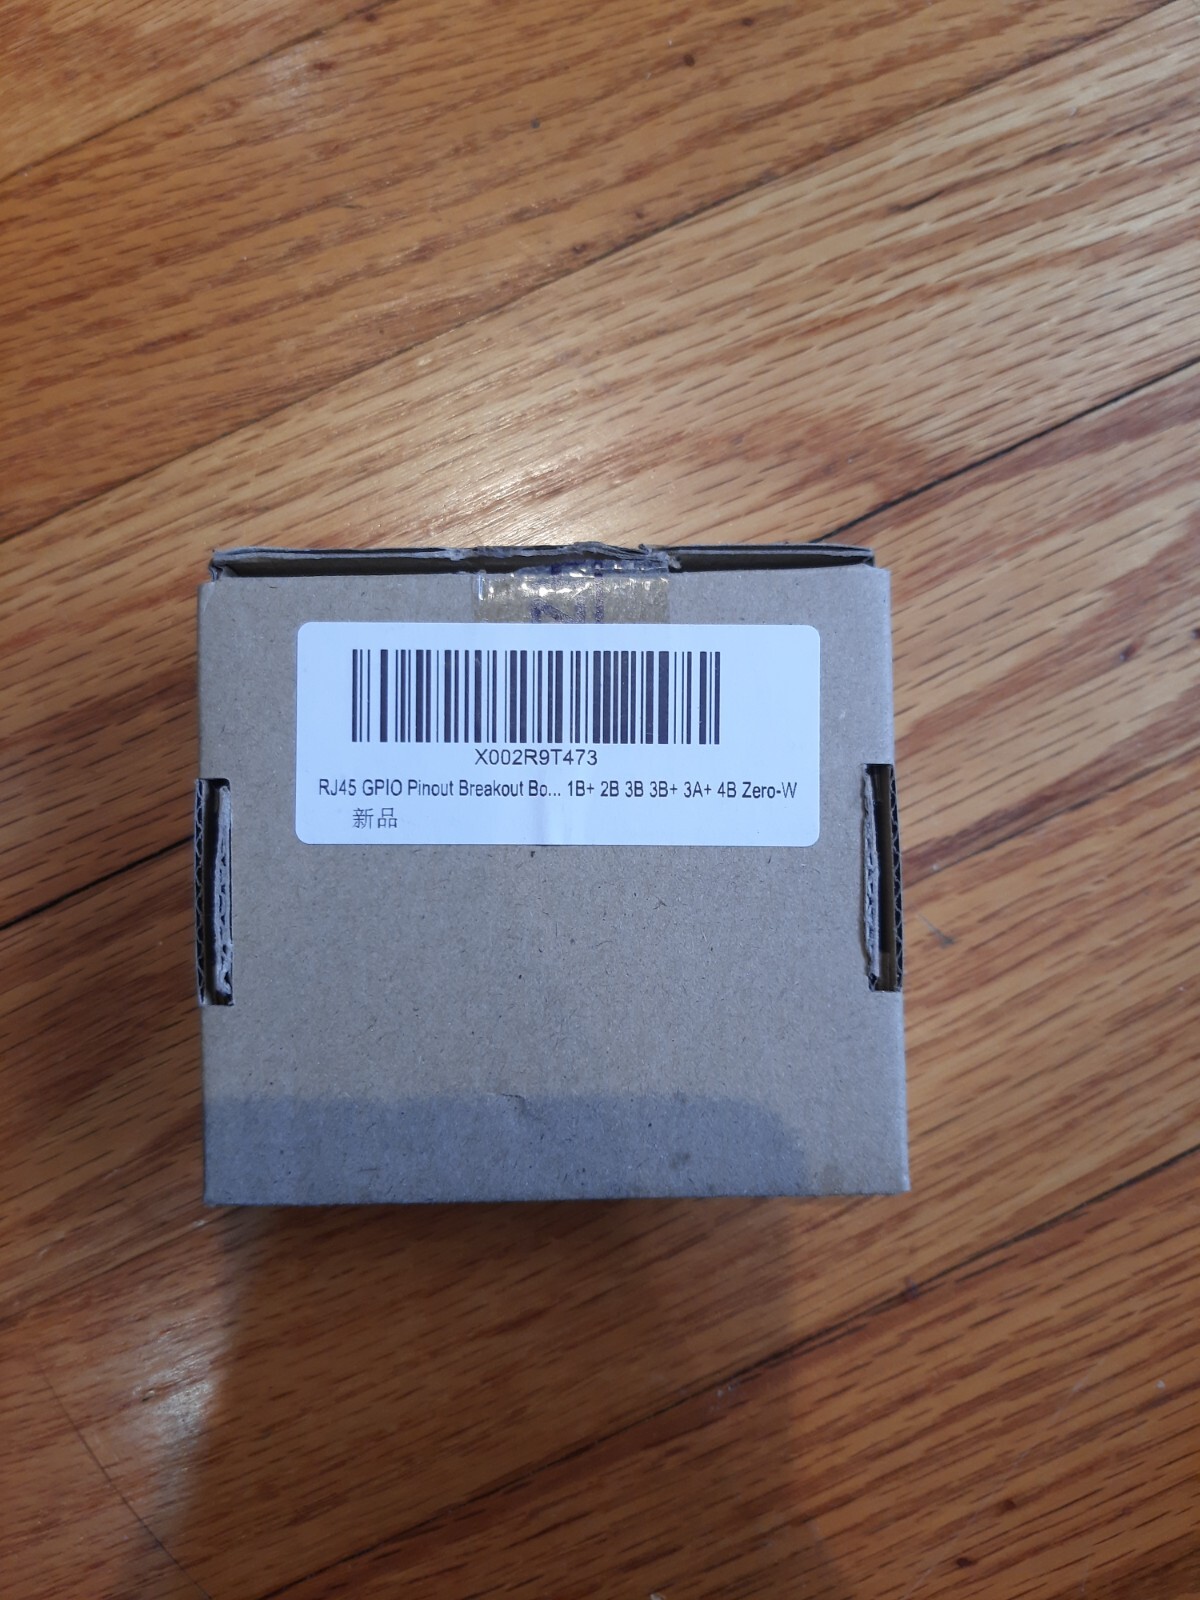 X002R9T473
RJ45 GPIO Pinout Breakout Bo... 1B+ 2B 3B 3B+ 3A+ 4B Zero-W
新品